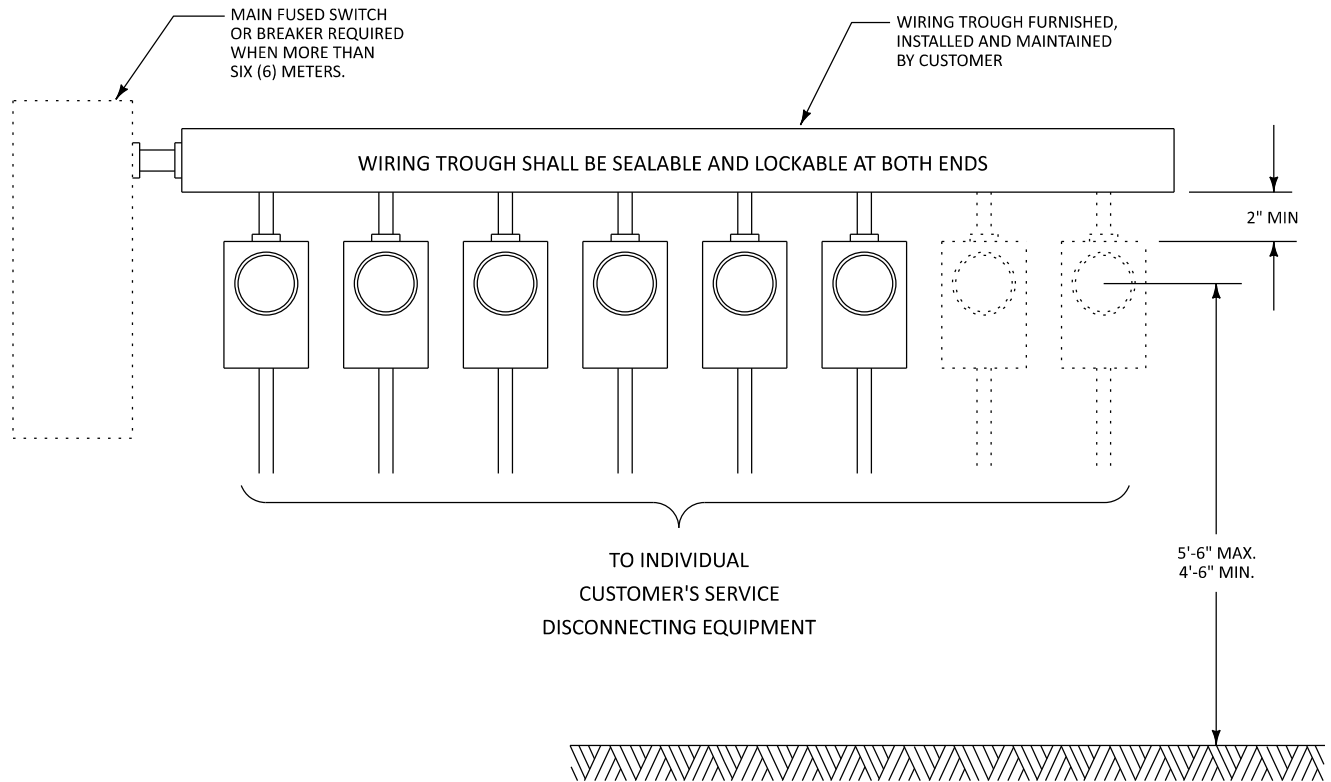 MAIN FUSED SWITCH
OR BREAKER REQUIRED
WHEN MORE THAN
SIX (6) METERS.
WIRING TROUGH FURNISHED,
INSTALLED AND MAINTAINED
BY CUSTOMER
WIRING TROUGH SHALL BE SEALABLE AND LOCKABLE AT BOTH ENDS
2" MIN
5'-6" MAX.
4'-6" MIN.
TO INDIVIDUAL
CUSTOMER'S SERVICE
DISCONNECTING EQUIPMENT